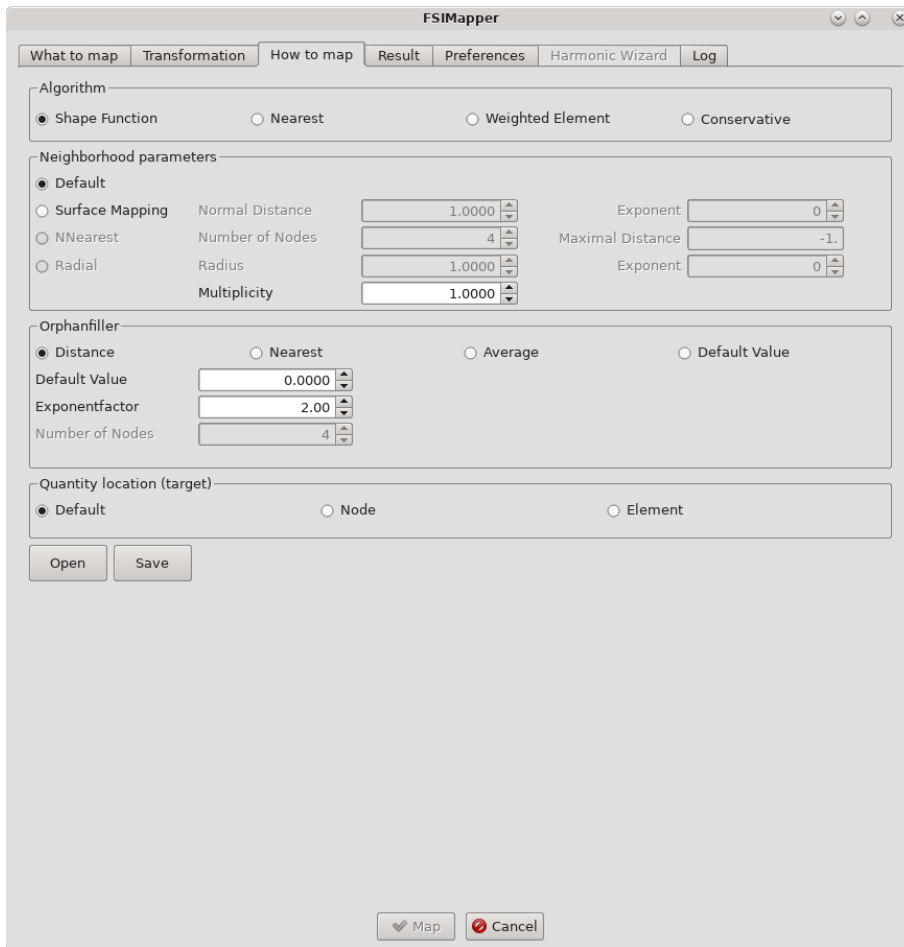 FSIMapper
What to map Transformation How to map Result Preferences Harmonic Wizard Log
Algorithm
Shape Function Nearest Weighted Element Conservative
Neighborhood parameters
Default
Surface Mapping Normal Distance 1.0000 Exponent 0
NNearest Number of Nodes 4 Maximal Distance -1.
Radial Radius 1.0000 Exponent 0
Multiplicity 1.0000
Orphanfiller
Distance Nearest Average Default Value
Default Value 0.0000
Exponentfactor 2.00
Number of Nodes 4
Quantity location (target)
Default Node Element
Open Save
Map Cancel